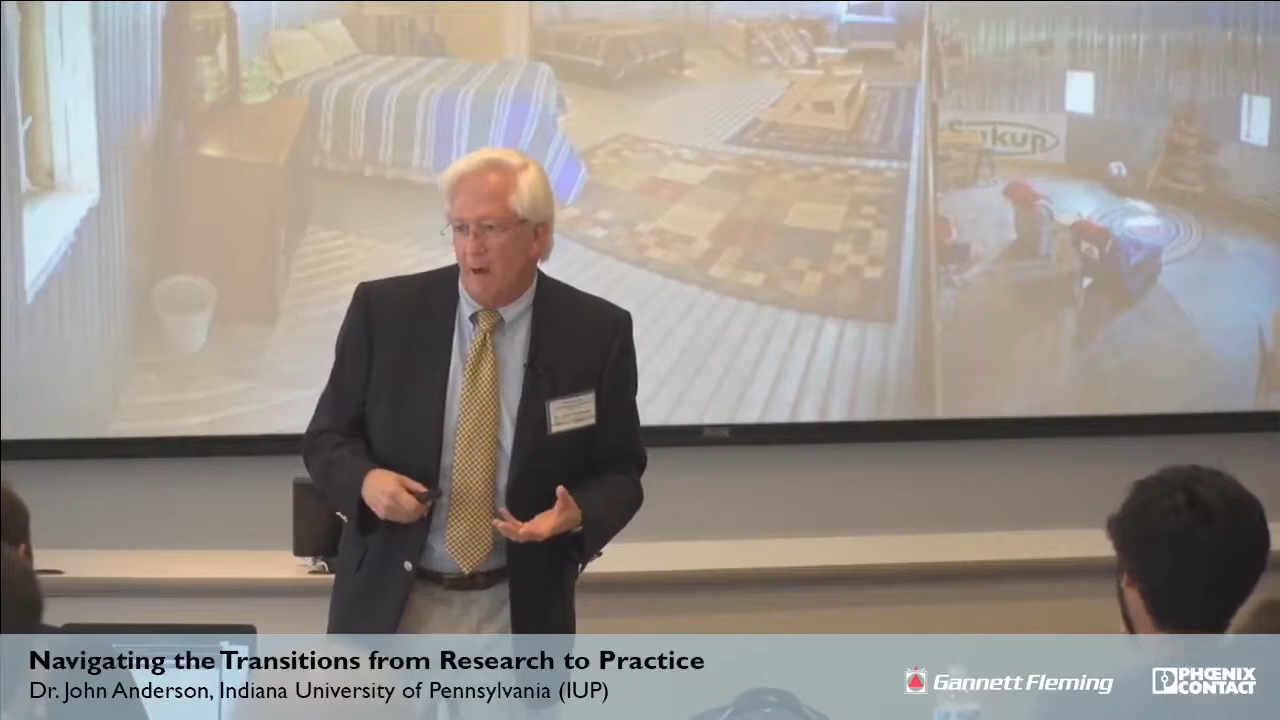 Sukup
Navigating the Transitions from Research to Practice
Dr. John Anderson, Indiana University of Pennsylvania (IUP)
Gannett Fleming
PHŒNIX
CONTACT